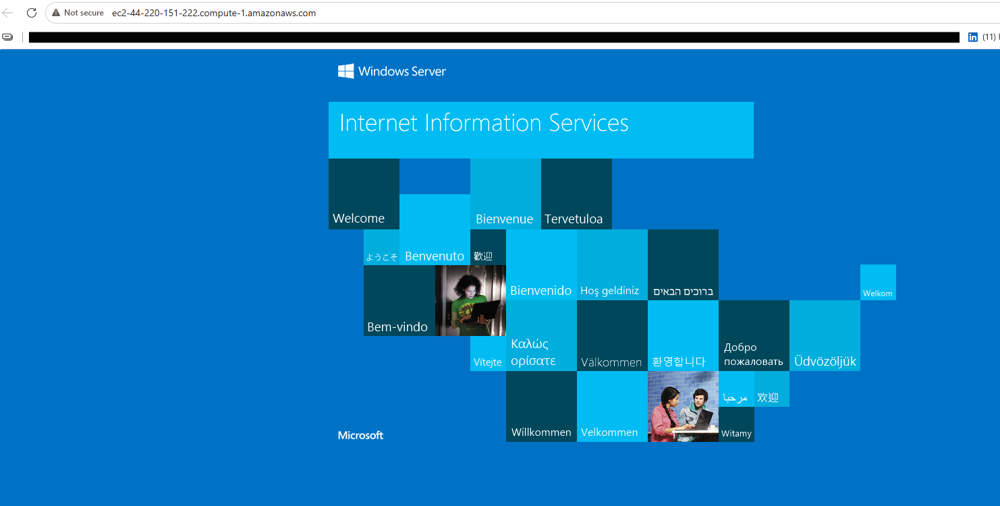 Not secure ec2-44-220-151-222.compute-1.amazonaws.com
in (11)
Windows Server
Internet Information Services
Welcome
Bienvenue
Tervetuloa
ようこそ
Benvenuto
歡迎
Bienvenido
Hoş geldiniz
ברוכים הבאים
Welkom
Bem-vindo
Vítejte
Καλώς
ορίσατε
Välkommen
환영합니다
Добро
пожаловать
Üdvözöljük
Microsoft
Willkommen
Velkommen
مرحبا
欢迎
Witamy